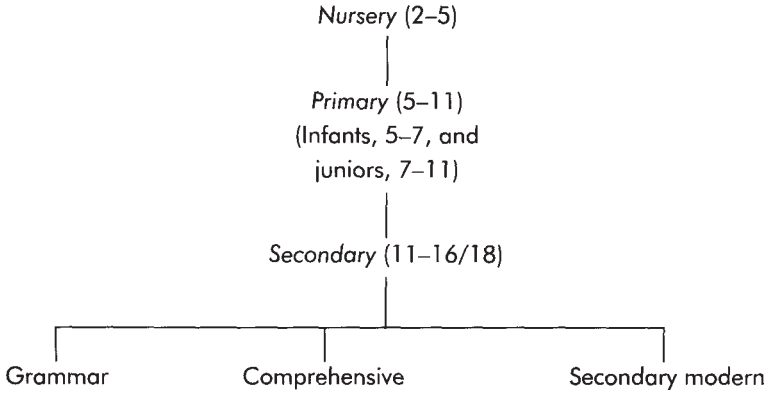 Nursery (2–5)
Primary (5–11)
(Infants, 5–7, and
juniors, 7–11)
Secondary (11–16/18)
Grammar Comprehensive Secondary modern